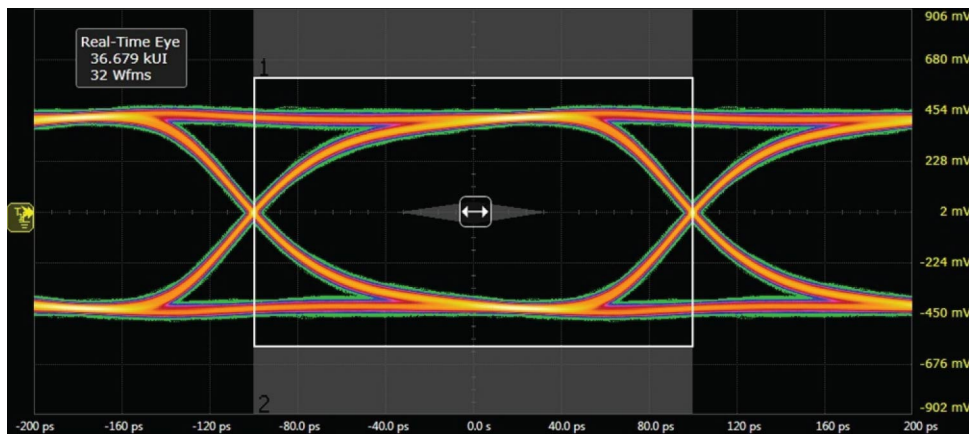 906 mV
Real-Time Eye
36.679 kUI
32 Wfms
1
680 mV
454 mV
228 mV
2 mV
-224 mV
-450 mV
-676 mV
2
-902 mV
-200 ps -160 ps -120 ps -80.0 ps -40.0 ps 0.0 s 40.0 ps 80.0 ps 120 ps 160 ps 200 ps